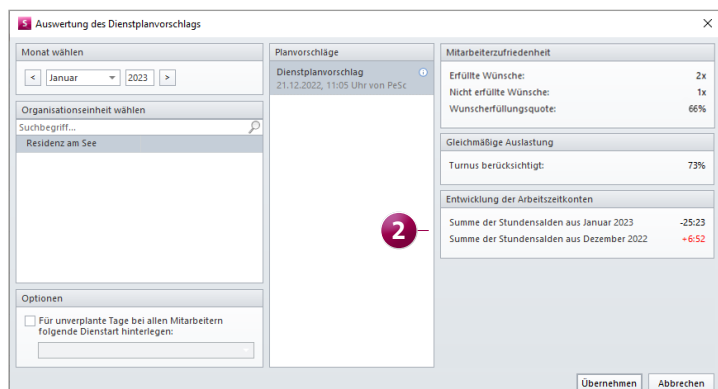 S Auswertung des Dienstplanvorschlags
Monat wählen
< Januar 2023 >
Organisationseinheit wählen
Suchbegriff...
Residenz am See
Optionen
Für unverplante Tage bei allen Mitarbeitern
folgende Dienstart hinterlegen:
Planvorschläge
Dienstplanvorschlag
21.12.2022, 11:05 Uhr von PeSc
Mitarbeiterzufriedenheit
Erfüllte Wünsche: 2x
Nicht erfüllte Wünsche: 1x
Wunscherfüllungsquote: 66%
Gleichmäßige Auslastung
Turnus berücksichtigt: 73%
Entwicklung der Arbeitszeitkonten
2
Summe der Stundensalden aus Januar 2023 -25:23
Summe der Stundensalden aus Dezember 2022 +6:52
Übernehmen Abbrechen